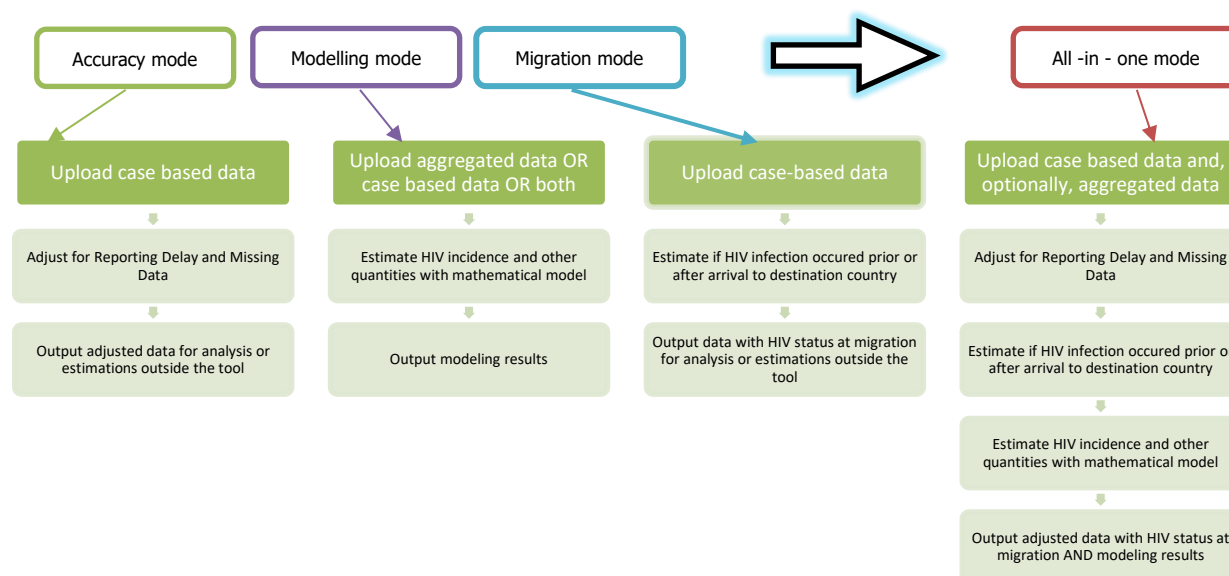 Accuracy mode
Modelling mode
Migration mode
All -in - one mode
Upload case based data
Upload aggregated data OR
case based data OR both
Upload case-based data
Upload case based data and,
optionally, aggregated data
Adjust for Reporting Delay and Missing
Data
Estimate HIV incidence and other
quantities with mathematical model
Estimate if HIV infection occured prior or
after arrival to destination country
Adjust for Reporting Delay and Missing
Data
Output adjusted data for analysis or
estimations outside the tool
Output modeling results
Output data with HIV status at migration
for analysis or estimations outside the
tool
Estimate if HIV infection occured prior or
after arrival to destination country
Estimate HIV incidence and other
quantities with mathematical model
Output adjusted data with HIV status at
migration AND modeling results